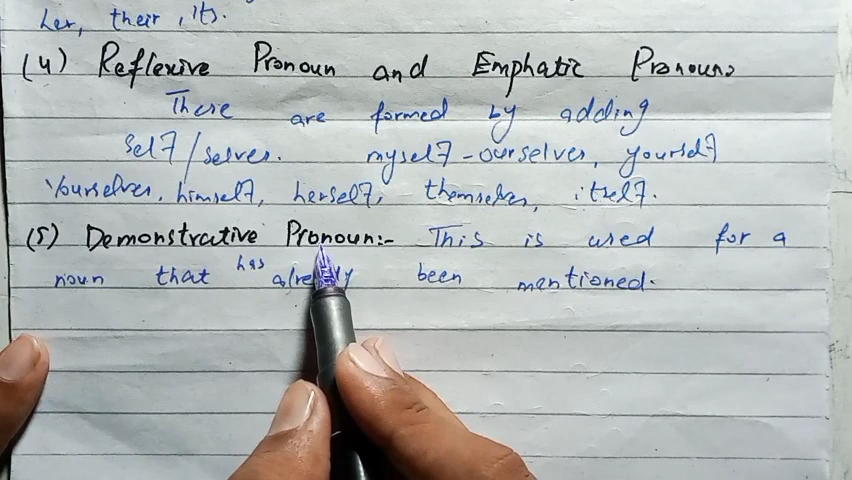 her, their, its.
(4) Reflexive Pronoun and Emphatic Pronouns
There are formed by adding
self/selves. myself-ourselves, yourself
yourselves, himself, herself, themselves, itself.
(5) Demonstrative Pronoun:- This is used for a
noun that has already been mentioned.